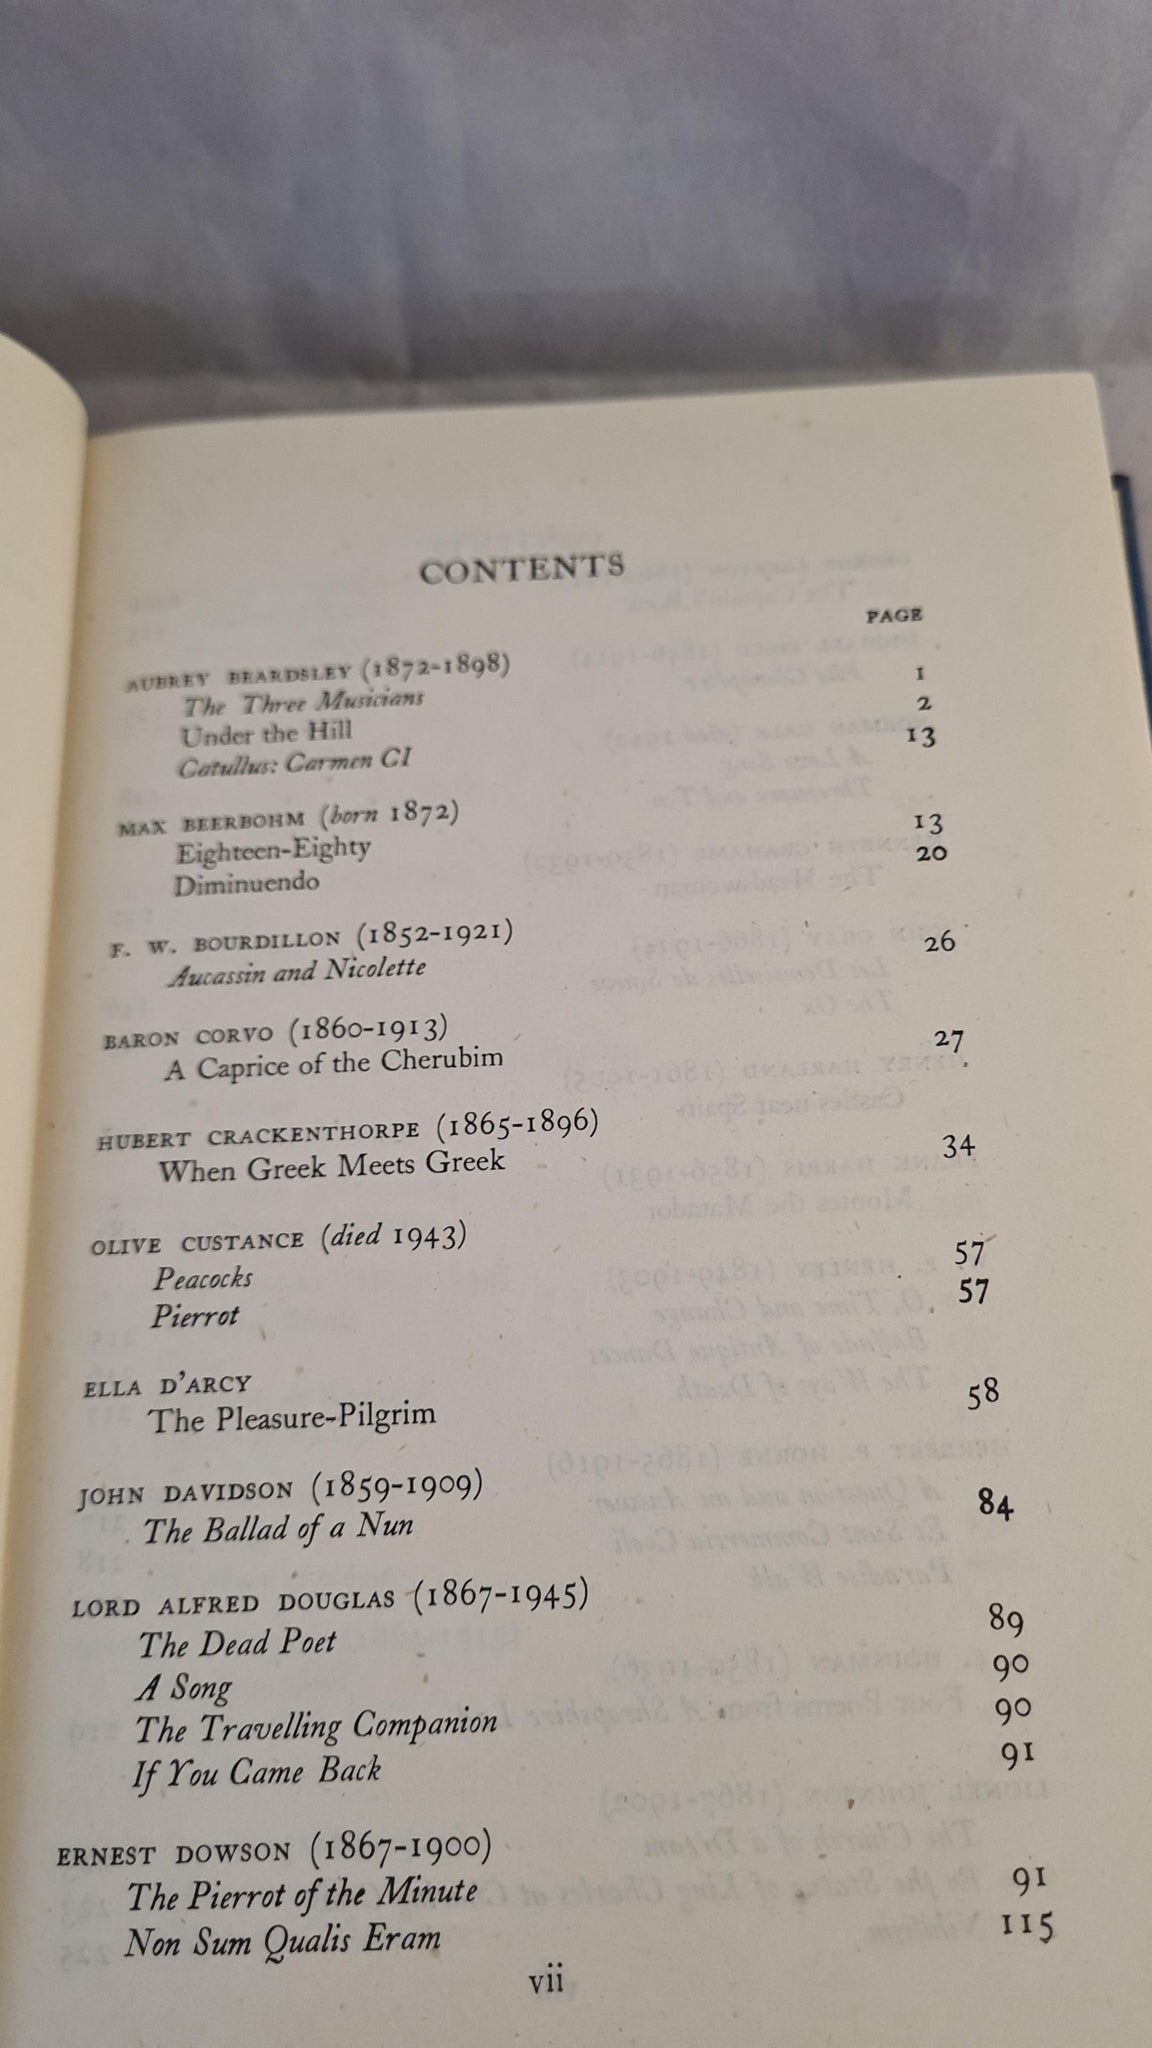 CONTENTS
PAGE
AUBREY BEARDSLEY (1872-1898)
The Three Musicians 1
Under the Hill 2
Catullus: Carmen CI 13
MAX BEERBOHM (born 1872)
Eighteen-Eighty 13
Diminuendo 20
F. W. BOURDILLON (1852-1921)
Aucassin and Nicolette 26
BARON CORVO (1860-1913)
A Caprice of the Cherubim 27
HUBERT CRACKENTHORPE (1865-1896)
When Greek Meets Greek 34
OLIVE CUSTANCE (died 1943)
Peacocks 57
Pierrot 57
ELLA D'ARCY
The Pleasure-Pilgrim 58
JOHN DAVIDSON (1859-1909)
The Ballad of a Nun 84
LORD ALFRED DOUGLAS (1867-1945)
The Dead Poet 89
A Song 90
The Travelling Companion 90
If You Came Back 91
ERNEST DOWSON (1867-1900)
The Pierrot of the Minute 91
Non Sum Qualis Eram 115
vii